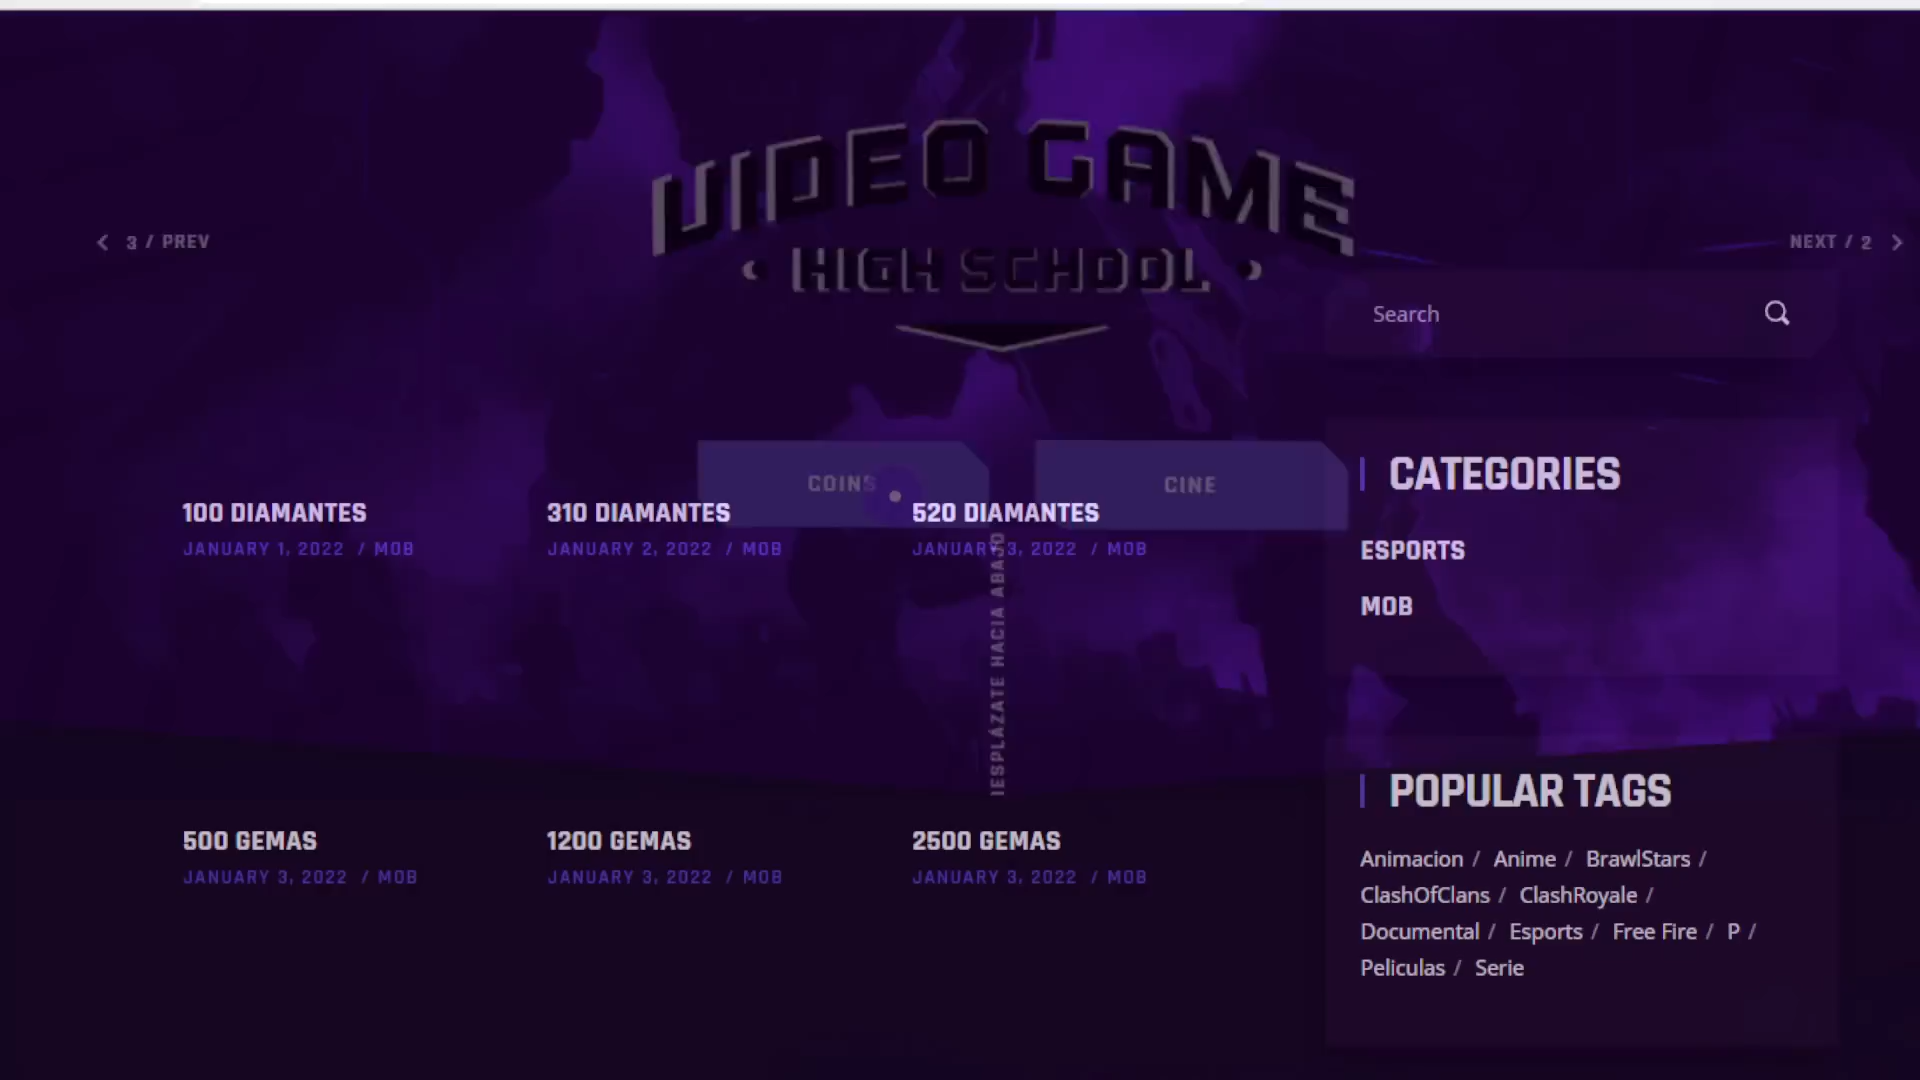 VIDEO GAME
HIGH SCHOOL
3 / PREV
NEXT / 2
Search
COINS
CINE
CATEGORIES
ESPORTS
MOB
100 DIAMANTES
JANUARY 1, 2022 / MOB
310 DIAMANTES
JANUARY 2, 2022 / MOB
520 DIAMANTES
JANUARY 3, 2022 / MOB
DESPLÁZATE HACIA ABAJO
500 GEMAS
JANUARY 3, 2022 / MOB
1200 GEMAS
JANUARY 3, 2022 / MOB
2500 GEMAS
JANUARY 3, 2022 / MOB
POPULAR TAGS
Animacion / Anime / BrawlStars /
ClashOfClans / ClashRoyale /
Documental / Esports / Free Fire / P /
Peliculas / Serie